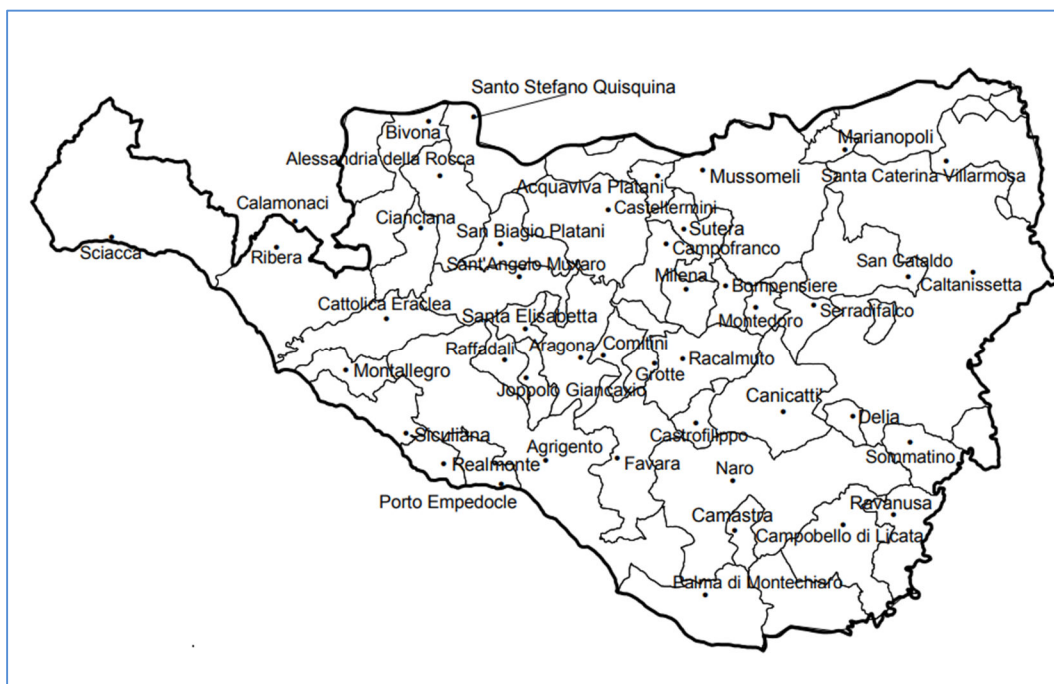 Santo Stefano Quisquina
Bivona
Marianopoli
Alessandria della Rocca
Mussomeli
Santa Caterina Villarmosa
Acquaviva Platani
Calamonaci
Casteltermini
Cianciana
San Biagio Platani
Sutera
Sciacca
Ribera
Campofranco
San Cataldo
Sant'Angelo Muxaro
Milena
Bompensiere
Caltanissetta
Cattolica Eraclea
Santa Elisabetta
Montedoro
Serradifalco
Raffadali
Aragona
Comitini
Racalmuto
Montallegro
Grotte
Joppolo Giancaxio
Canicatti'
Delia
Siculiana
Castrofilippo
Agrigento
Sommatino
Realmonte
Favara
Naro
Porto Empedocle
Ravanusa
Camastra
Campobello di Licata
Palma di Montechiaro